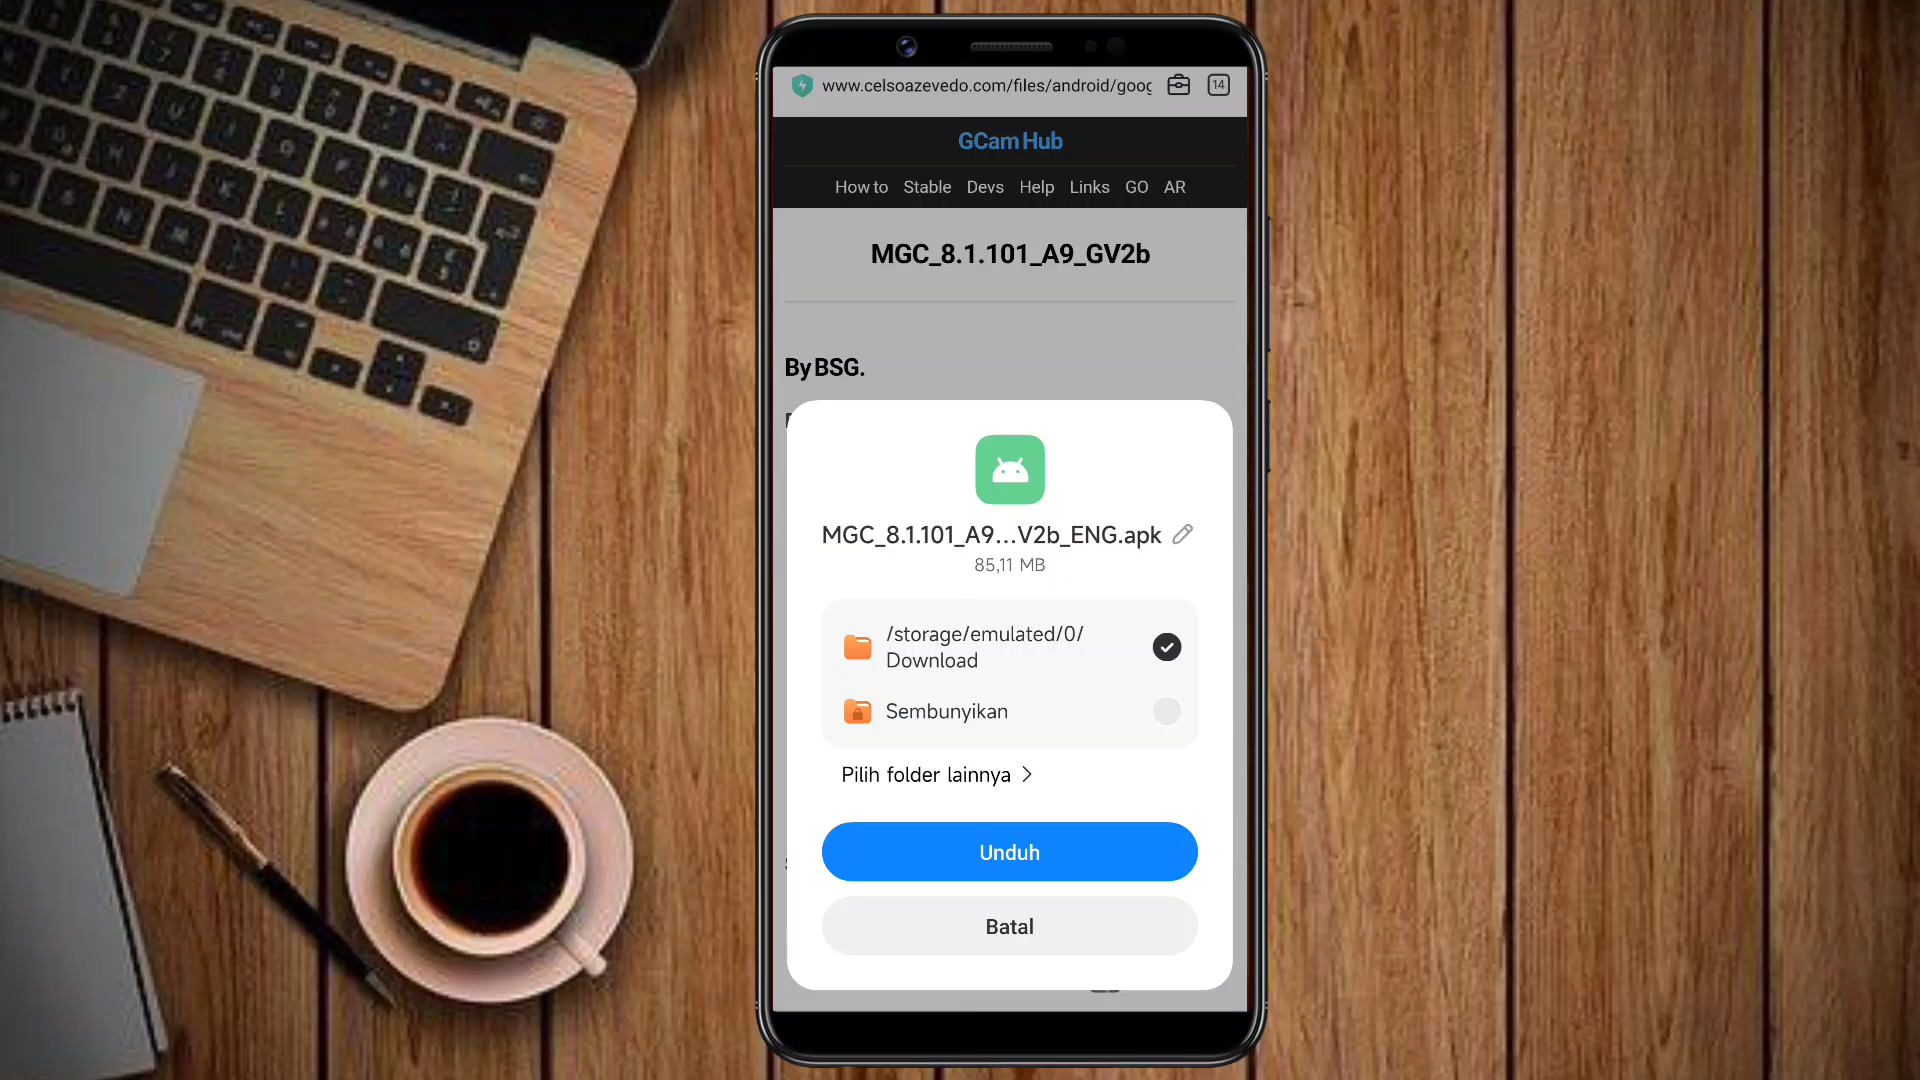 www.celsoazevedo.com/files/android/goog
14
GCam Hub
How to Stable Devs Help Links GO AR
MGC_8.1.101_A9_GV2b
By BSG.
MGC_8.1.101_A9...V2b_ENG.apk
85,11 MB
/storage/emulated/0/
Download
Sembunyikan
Pilih folder lainnya >
Unduh
Batal